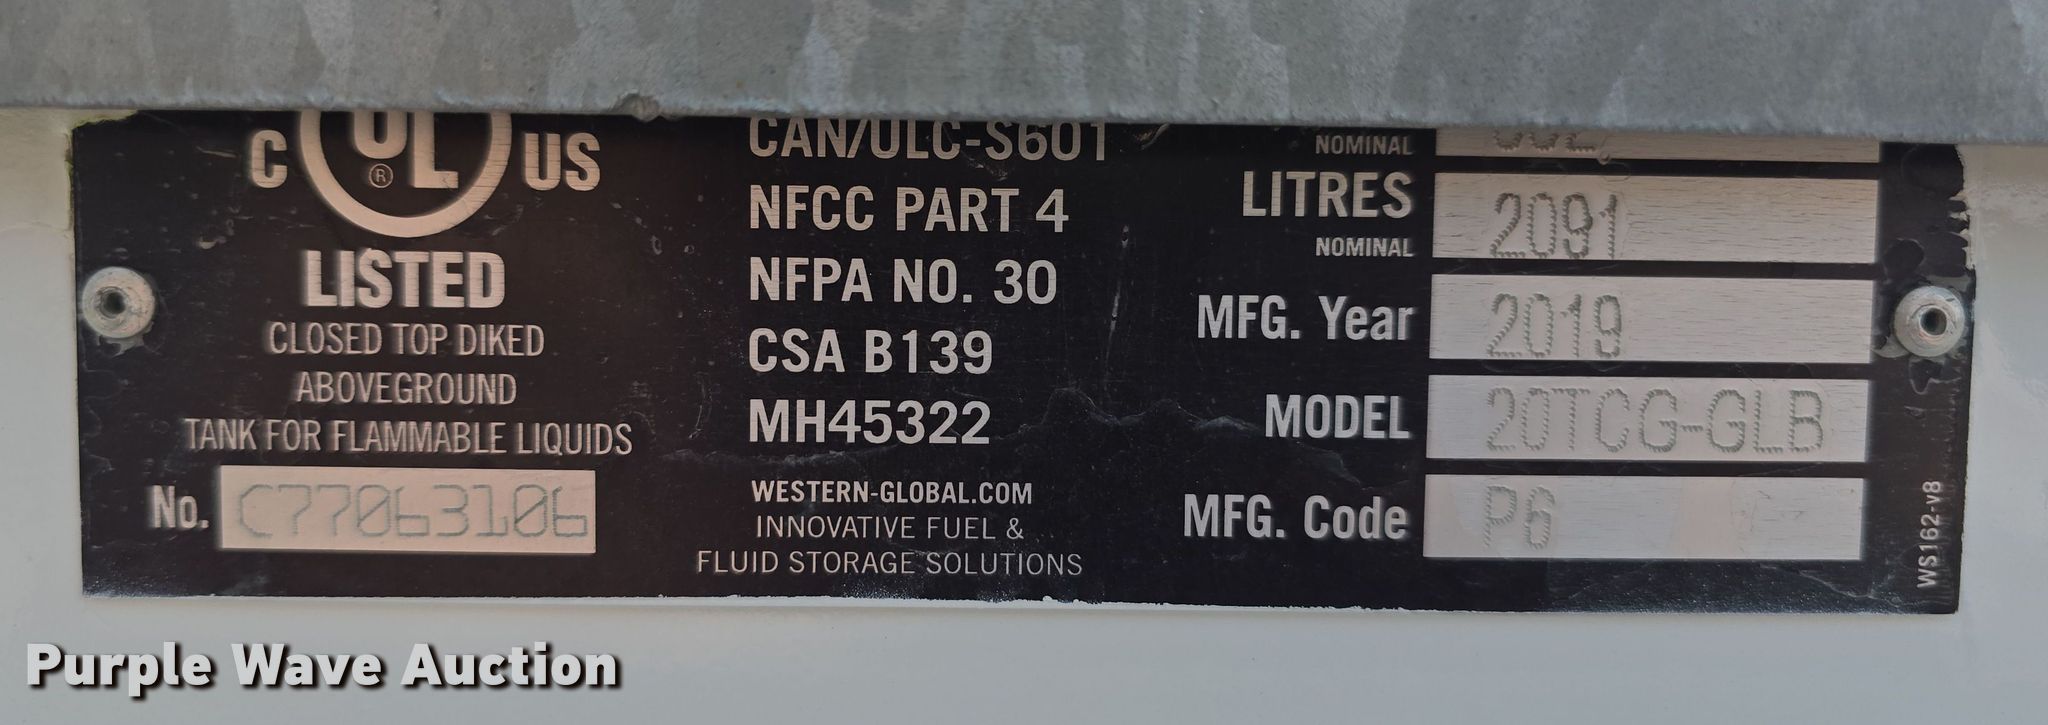 C UL® US
LISTED
CLOSED TOP DIKED
ABOVEGROUND
TANK FOR FLAMMABLE LIQUIDS
No. C77063106
CAN/ULC-S601
NFCC PART 4
NFPA NO. 30
CSA B139
MH45322
WESTERN-GLOBAL.COM
INNOVATIVE FUEL &
FLUID STORAGE SOLUTIONS
NOMINAL
LITRES 2091
NOMINAL
MFG. Year 2019
MODEL 20TCG-GLB
MFG. Code P6
WS162-v8
Purple Wave Auction